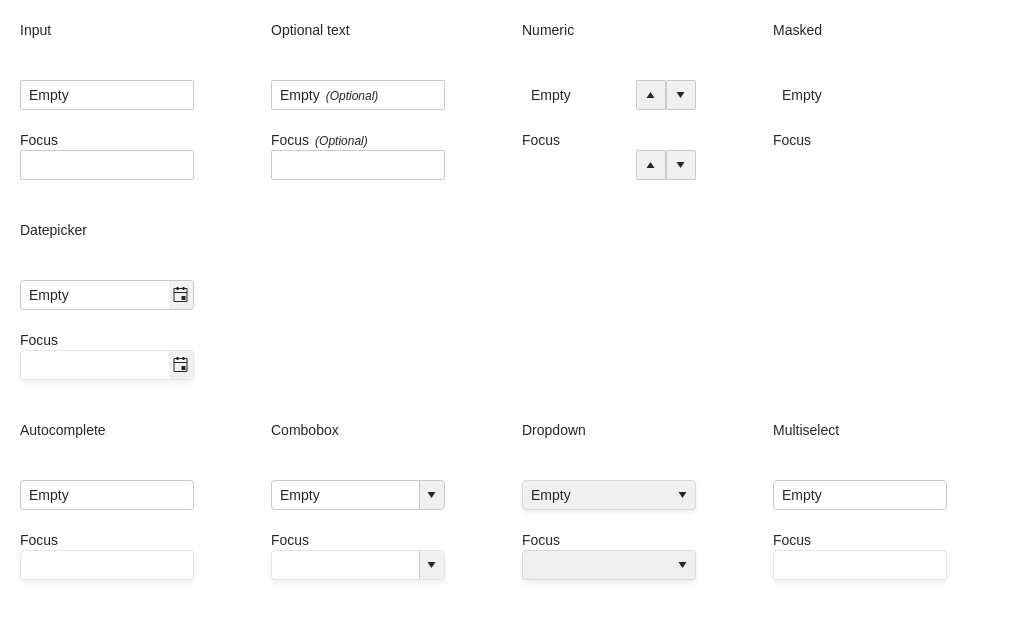 Input
Optional text
Numeric
Masked
Empty
Empty (Optional)
Empty
Empty
Focus
Focus (Optional)
Focus
Focus
Datepicker
Empty
Focus
Autocomplete
Combobox
Dropdown
Multiselect
Empty
Empty
Empty
Empty
Focus
Focus
Focus
Focus